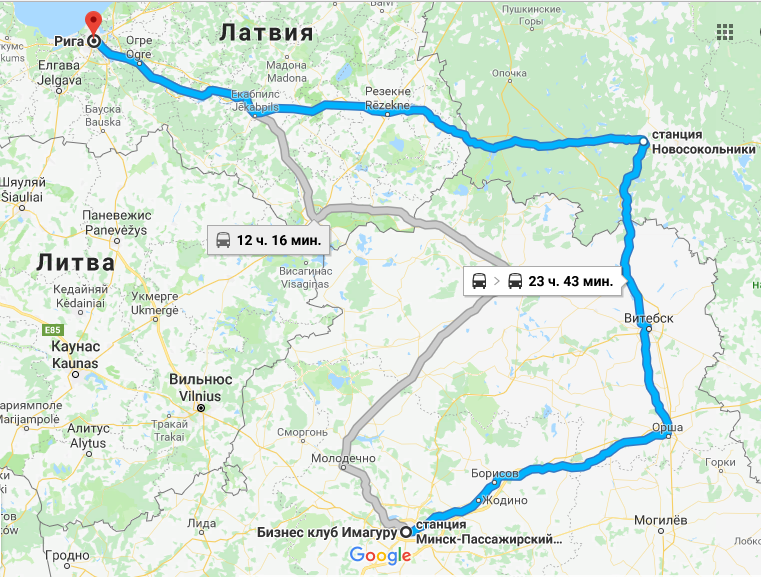 Пушкинские
Горы
Латвия
Рига
Огре
Ogre
Мадона
Madona
Опочка
Елгава
Jelgava
Екабпилс
Jēkabpils
Резекне
Rēzekne
Бауска
Bauska
станция
Новосокольники
Шяуляй
Šiauliai
Паневежис
Panevėžys
12 ч. 16 мин.
Литва
Висагинас
Visaginas
23 ч. 43 мин.
Кедайняй
Kėdainiai
Укмерге
Ukmergė
Витебск
E85
Каунас
Kaunas
Вильнюс
Vilnius
ариямполе
Marijampolė
Алитус
Alytus
Тракай
Trakai
Сморгонь
Орша
Молодечно
Горки
Борисов
Жодино
Лида
Бизнес клуб Имагуру
станция
Минск-Пассажирский...
Могилёв
Гродно
Google